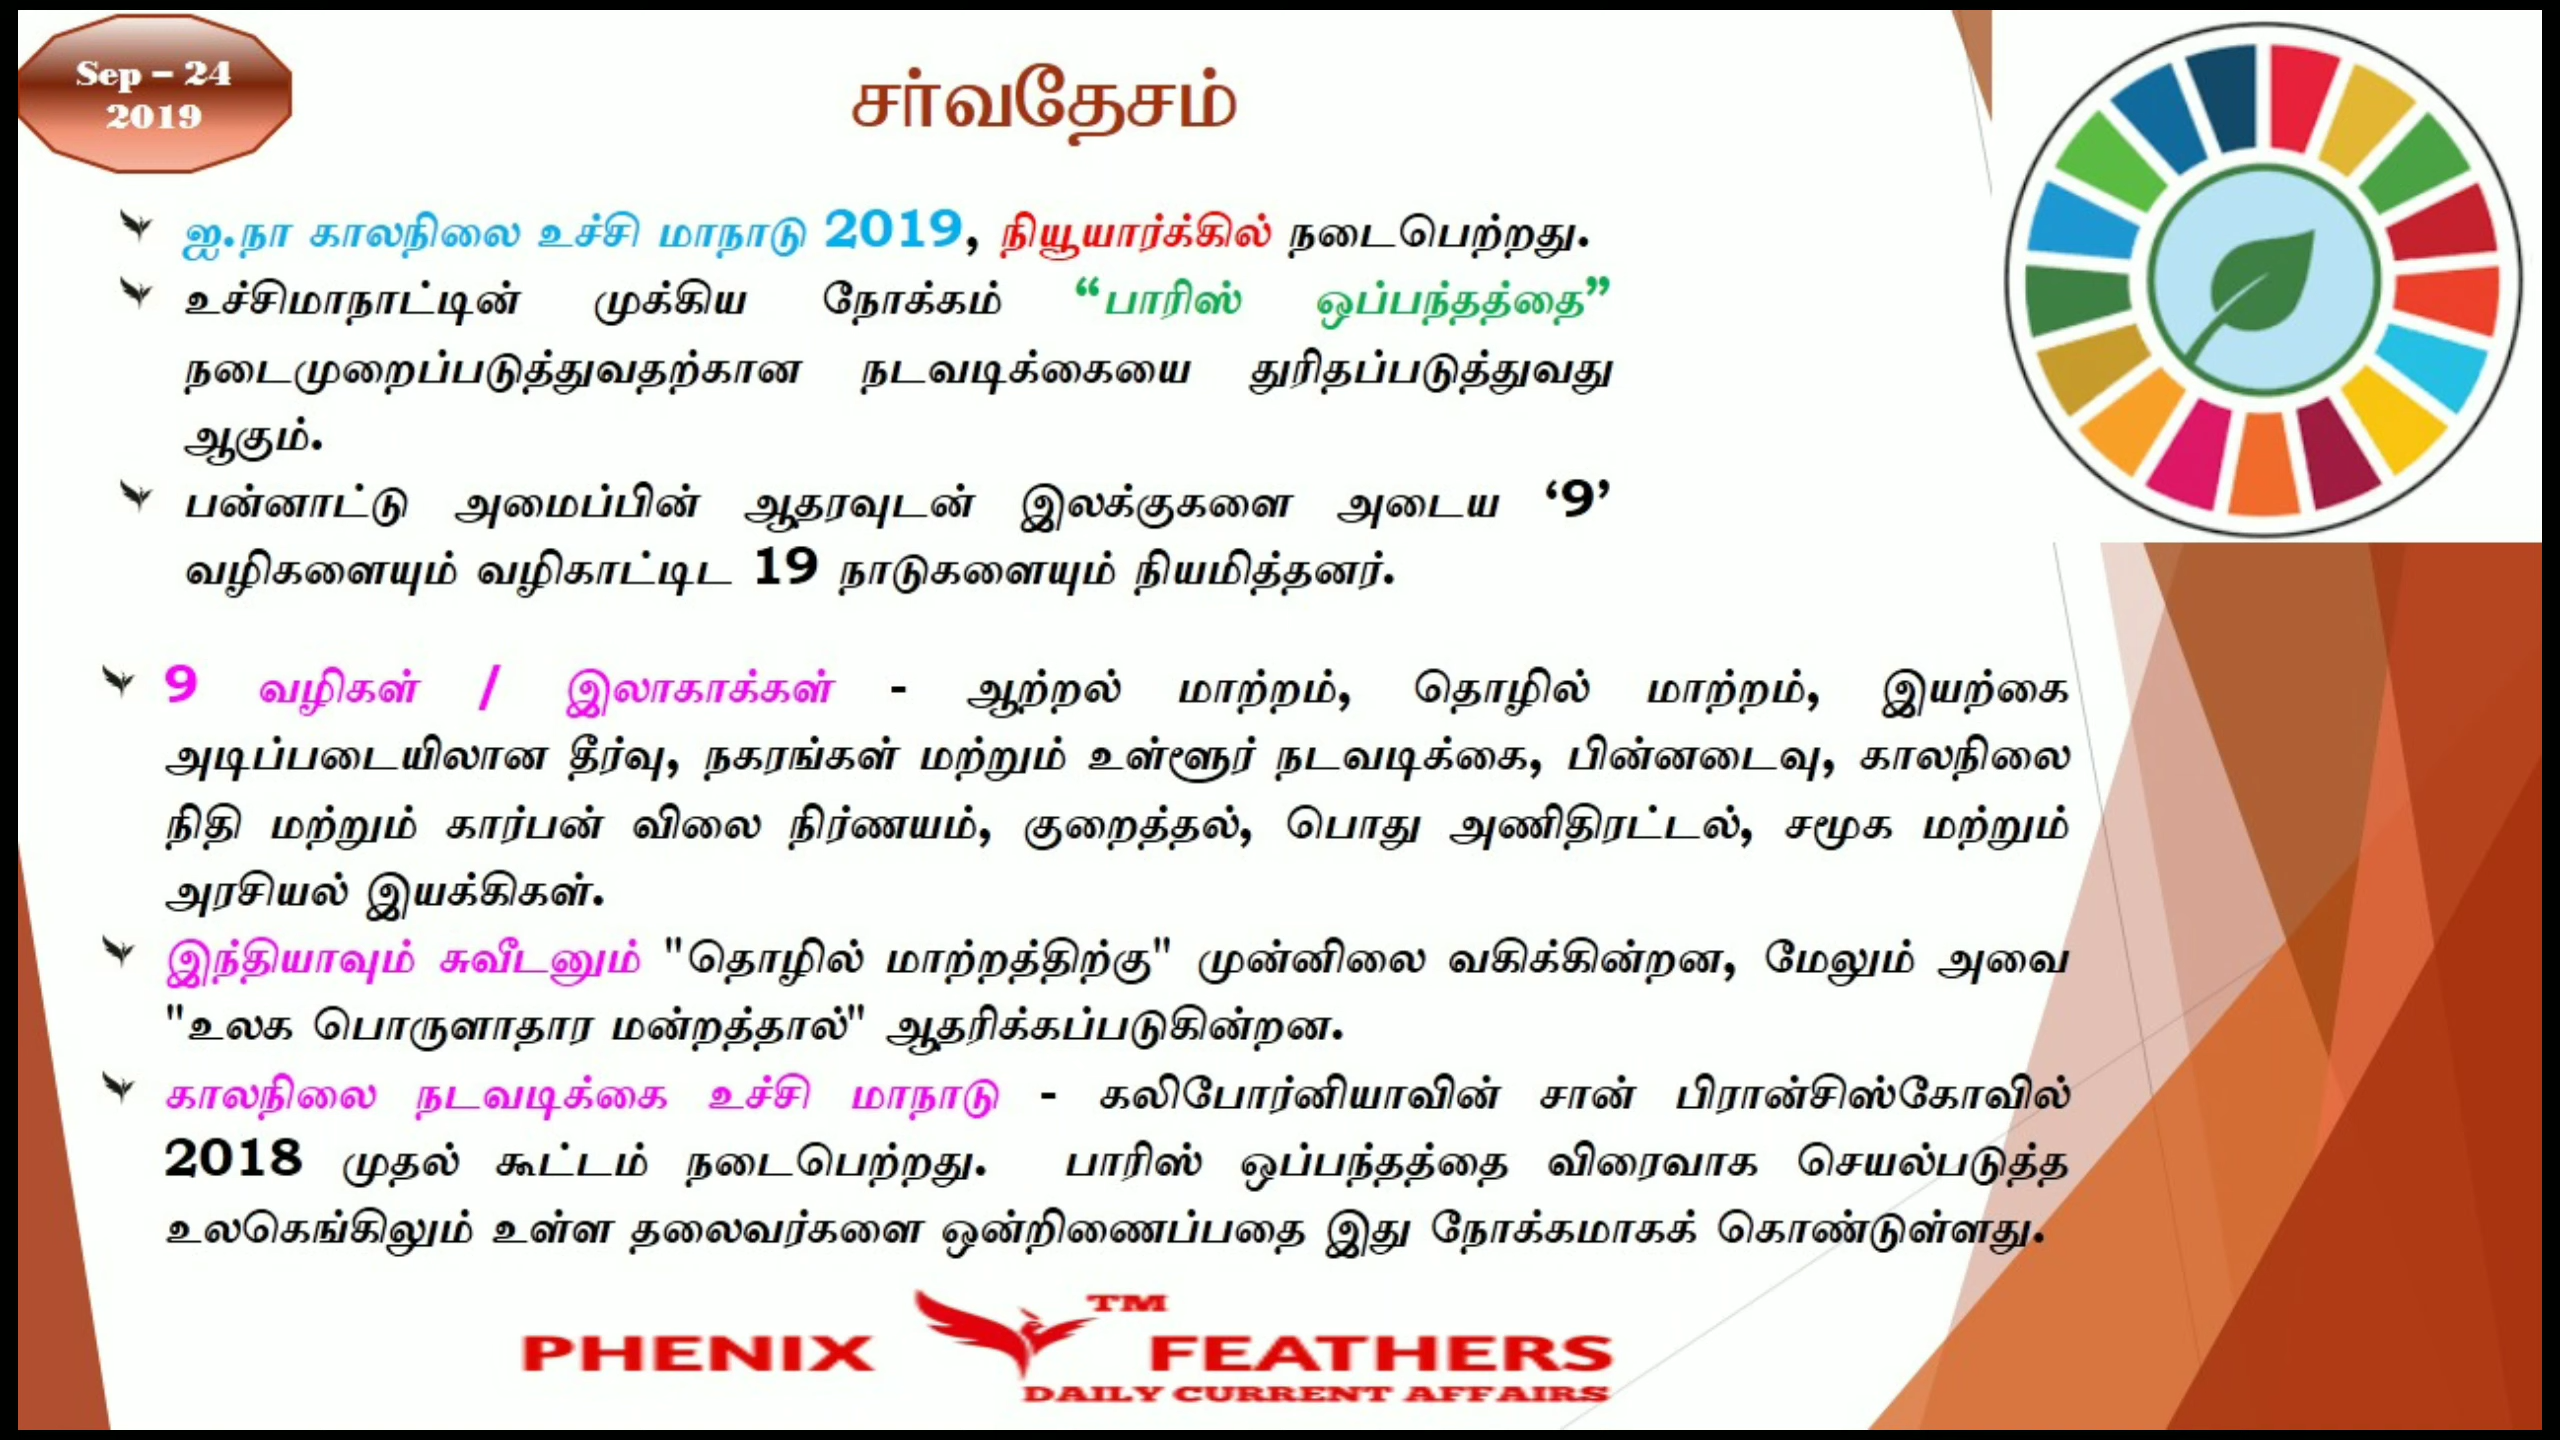 Sep – 24
2019
சர்வதேசம்
ஐ.நா காலநிலை உச்சி மாநாடு 2019, நியூயார்க்கில் நடைபெற்றது.
உச்சிமாநாட்டின் முக்கிய நோக்கம் “பாரிஸ் ஒப்பந்தத்தை”
நடைமுறைப்படுத்துவதற்கான நடவடிக்கையை துரிதப்படுத்துவது
ஆகும்.
பன்னாட்டு அமைப்பின் ஆதரவுடன் இலக்குகளை அடைய ‘9’
வழிகளையும் வழிகாட்டிட 19 நாடுகளையும் நியமித்தனர்.
9 வழிகள் / இலாகாக்கள் - ஆற்றல் மாற்றம், தொழில் மாற்றம், இயற்கை
அடிப்படையிலான தீர்வு, நகரங்கள் மற்றும் உள்ளூர் நடவடிக்கை, பின்னடைவு, காலநிலை
நிதி மற்றும் கார்பன் விலை நிர்ணயம், குறைத்தல், பொது அணிதிரட்டல், சமூக மற்றும்
அரசியல் இயக்கிகள்.
இந்தியாவும் சுவீடனும் "தொழில் மாற்றத்திற்கு" முன்னிலை வகிக்கின்றன, மேலும் அவை
"உலக பொருளாதார மன்றத்தால்" ஆதரிக்கப்படுகின்றன.
காலநிலை நடவடிக்கை உச்சி மாநாடு - கலிபோர்னியாவின் சான் பிரான்சிஸ்கோவில்
2018 முதல் கூட்டம் நடைபெற்றது. பாரிஸ் ஒப்பந்தத்தை விரைவாக செயல்படுத்த
உலகெங்கிலும் உள்ள தலைவர்களை ஒன்றிணைப்பதை இது நோக்கமாகக் கொண்டுள்ளது.
PHENIX FEATHERS TM
DAILY CURRENT AFFAIRS